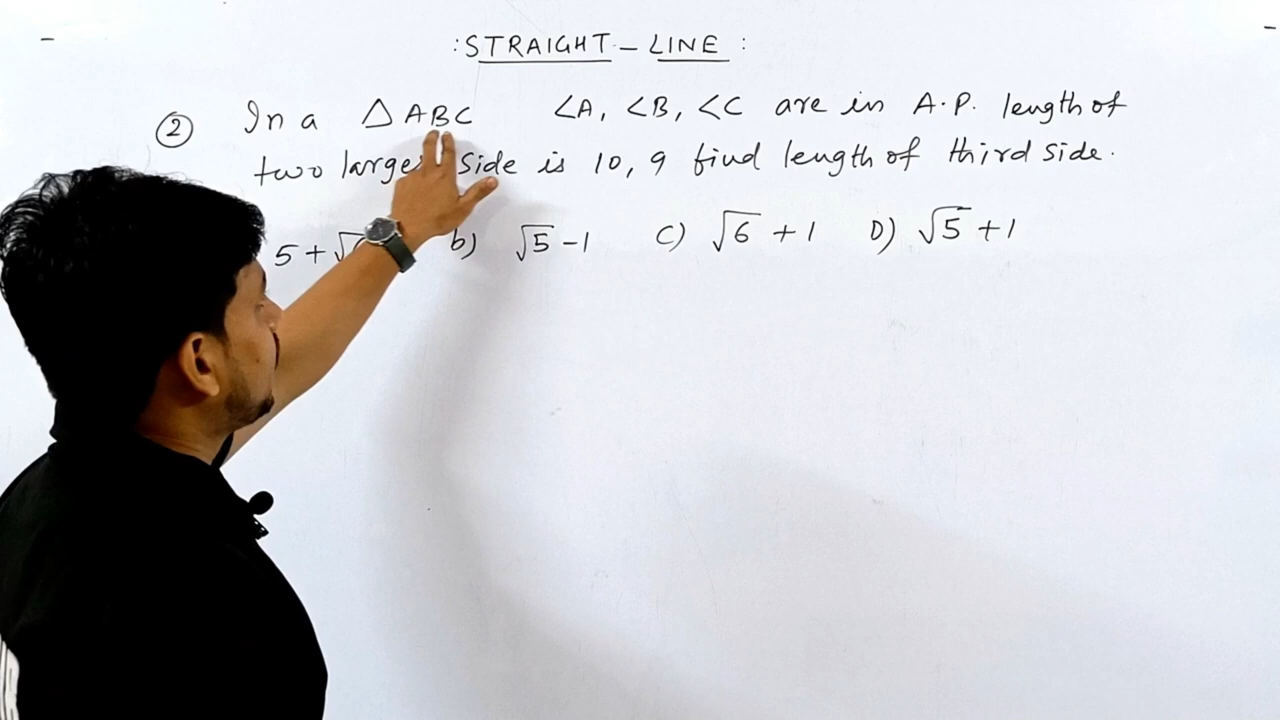 :STRAIGHT-LINE:
② In a △ABC ∠A, ∠B, ∠C are in A.P. length of
two larges side is 10, 9 find length of third side.
5+√ b) √5-1 C) √6+1 D) √5+1